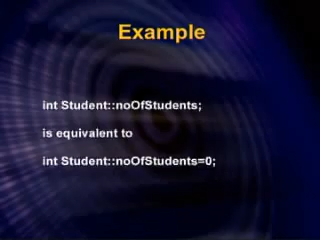 Example
int Student::noOfStudents;
is equivalent to
int Student::noOfStudents=0;